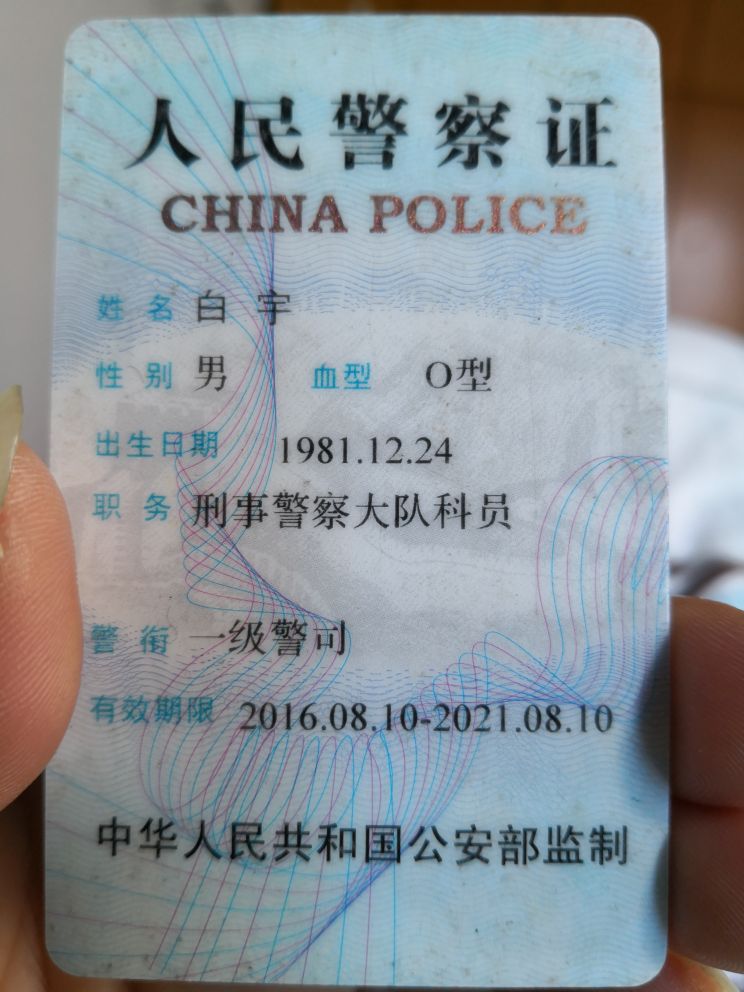 人民警察证
CHINA POLICE
姓名 白宇
性别 男 血型 O型
出生日期 1981.12.24
职务 刑事警察大队科员
警衔 一级警司
有效期限 2016.08.10-2021.08.10
中华人民共和国公安部监制